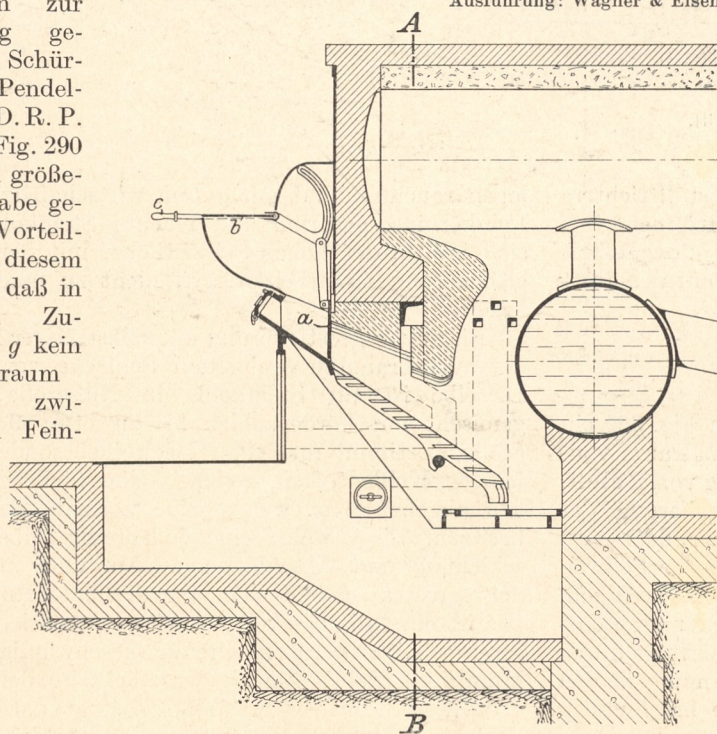 n zur
g ge-
Schür-
Pendel-
D. R. P.
Fig. 290
größe-
abe ge-
Vorteil-
diesem
daß in
Zu-
g kein
raum
zwi-
Fein-
Ausführung: Wagner & Eisen
A
c
b
a
B